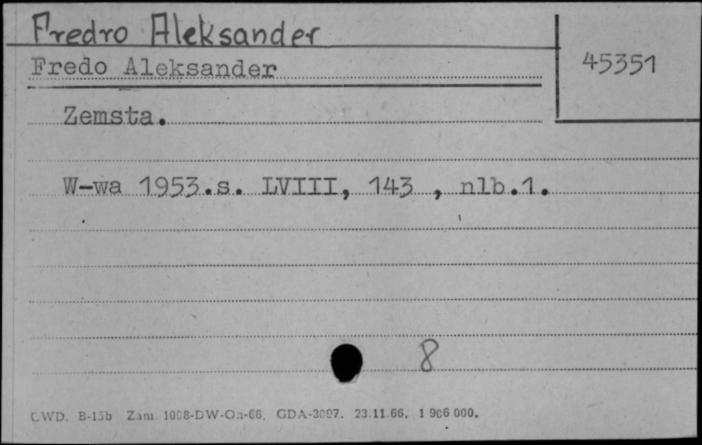 Fredro Aleksander
45351
Fredo Aleksander
Zemsta.
W-wa 1953.s. LVIII, 143 , nlb.1.
8
CWD. B-15b Zam. 1008-DW-Oa-66. GDA-3097. 23.11.66. 1 906 000.